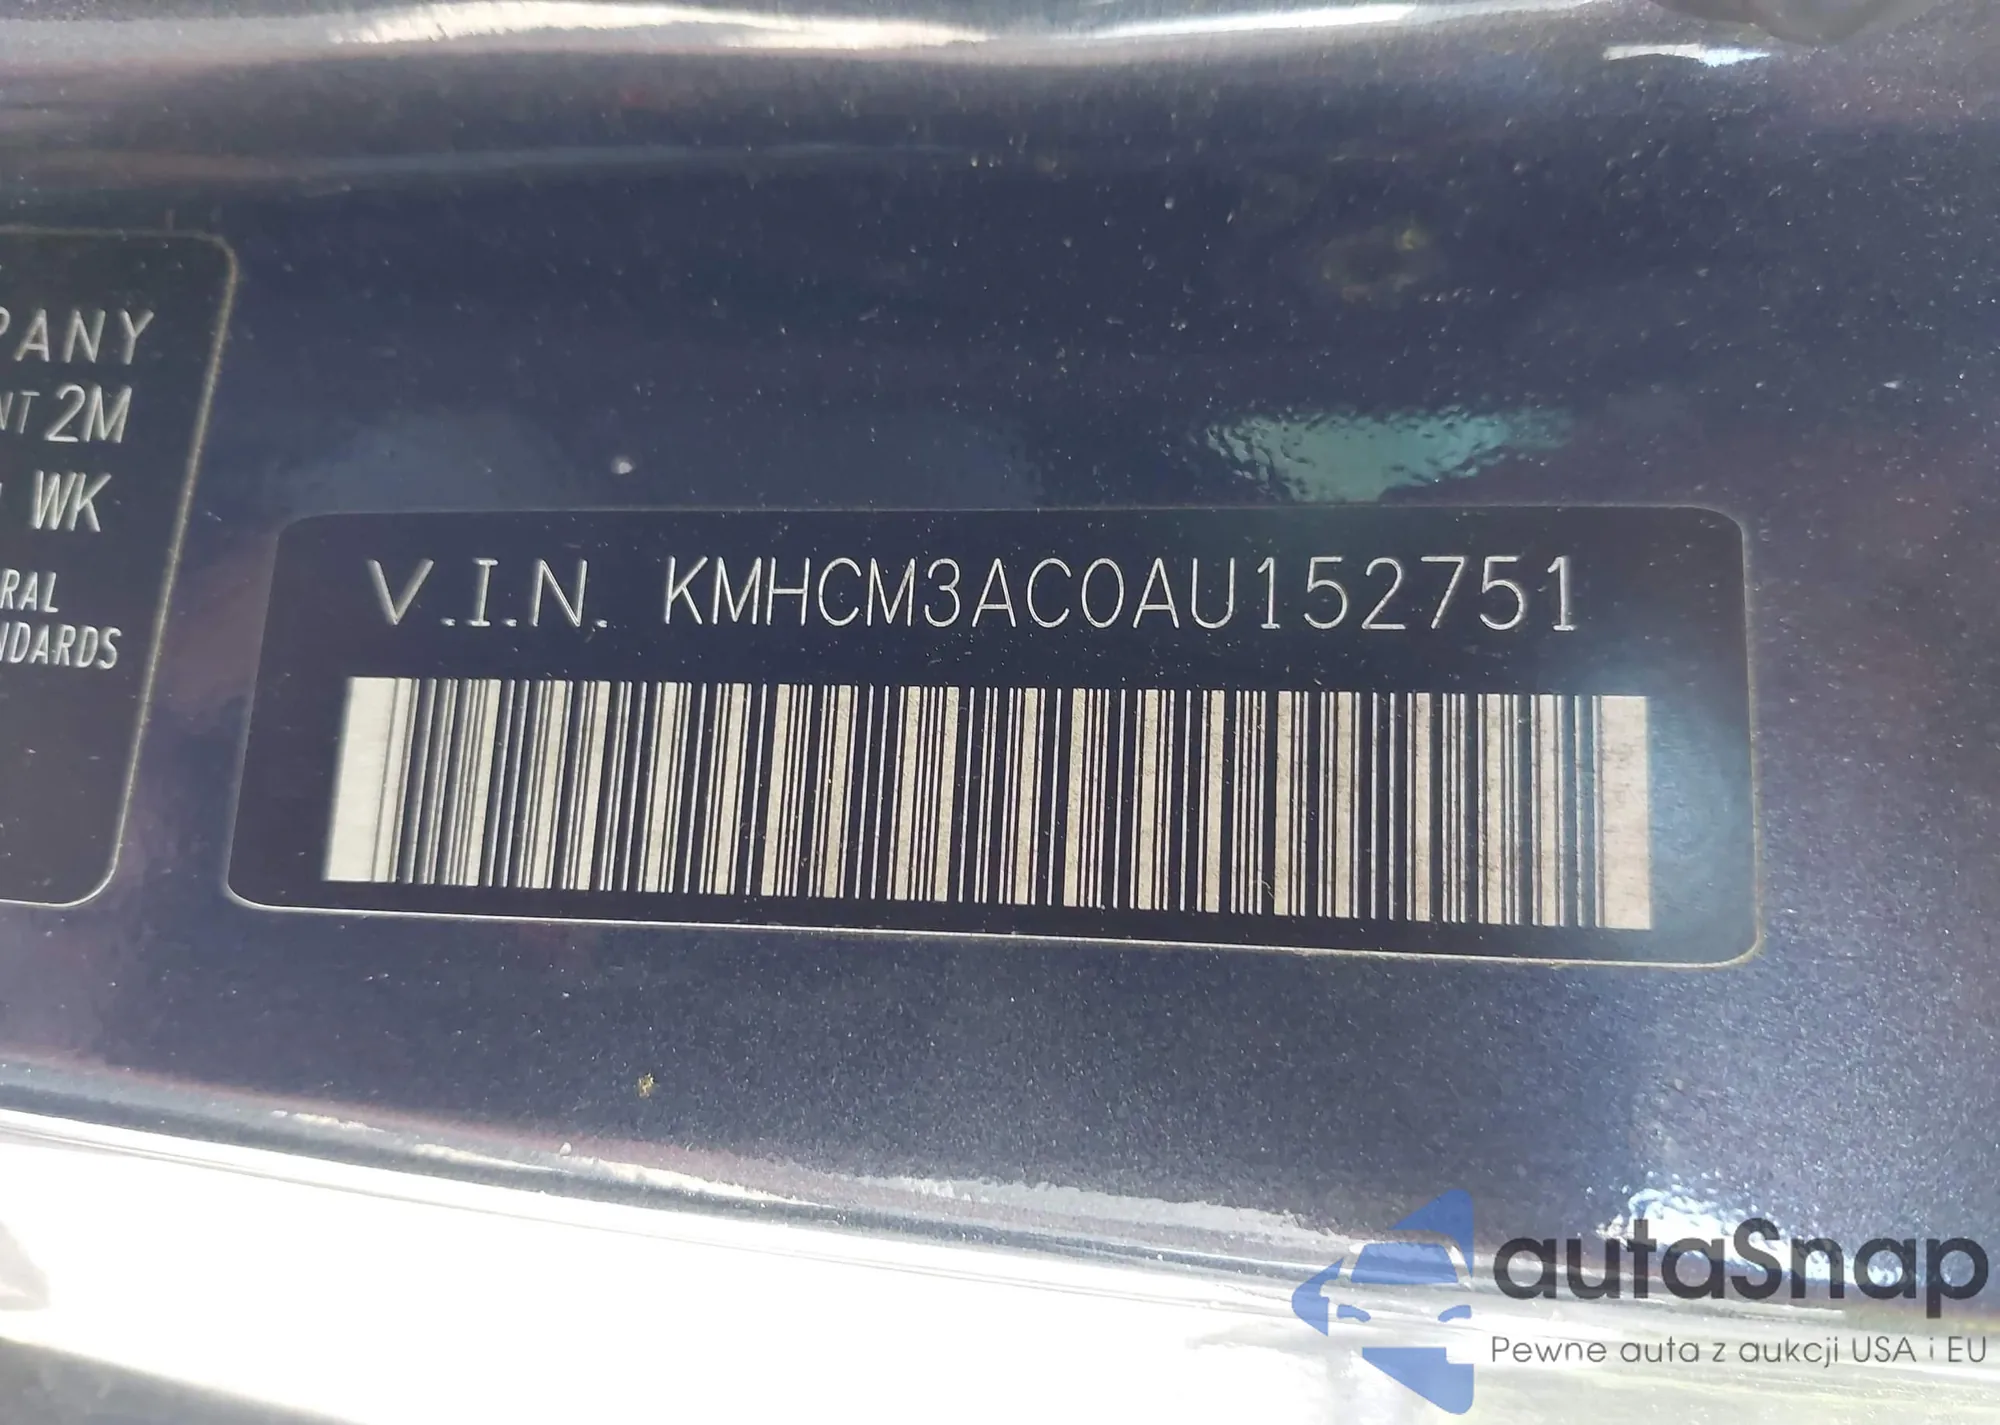 PANY
NT 2M
WK
RAL
NDARDS
V.I.N. KMHCM3AC0AU152751
autaSnap
Pewne auta z aukcji USA i EU